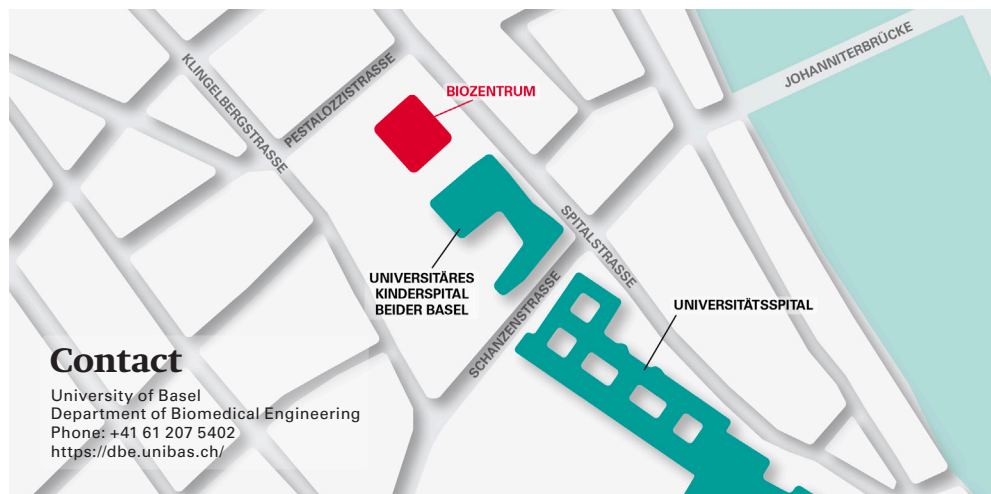 JOHANNITERBRÜCKE
KLINGELBERGSTRASSE
PESTALOZZISTRASSE
BIOZENTRUM
SPITALSTRASSE
UNIVERSITÄRES
KINDERSPITAL
BEIDER BASEL
SCHANZENSTRASSE
UNIVERSITÄTSSPITAL
Contact
University of Basel
Department of Biomedical Engineering
Phone: +41 61 207 5402
https://dbe.unibas.ch/